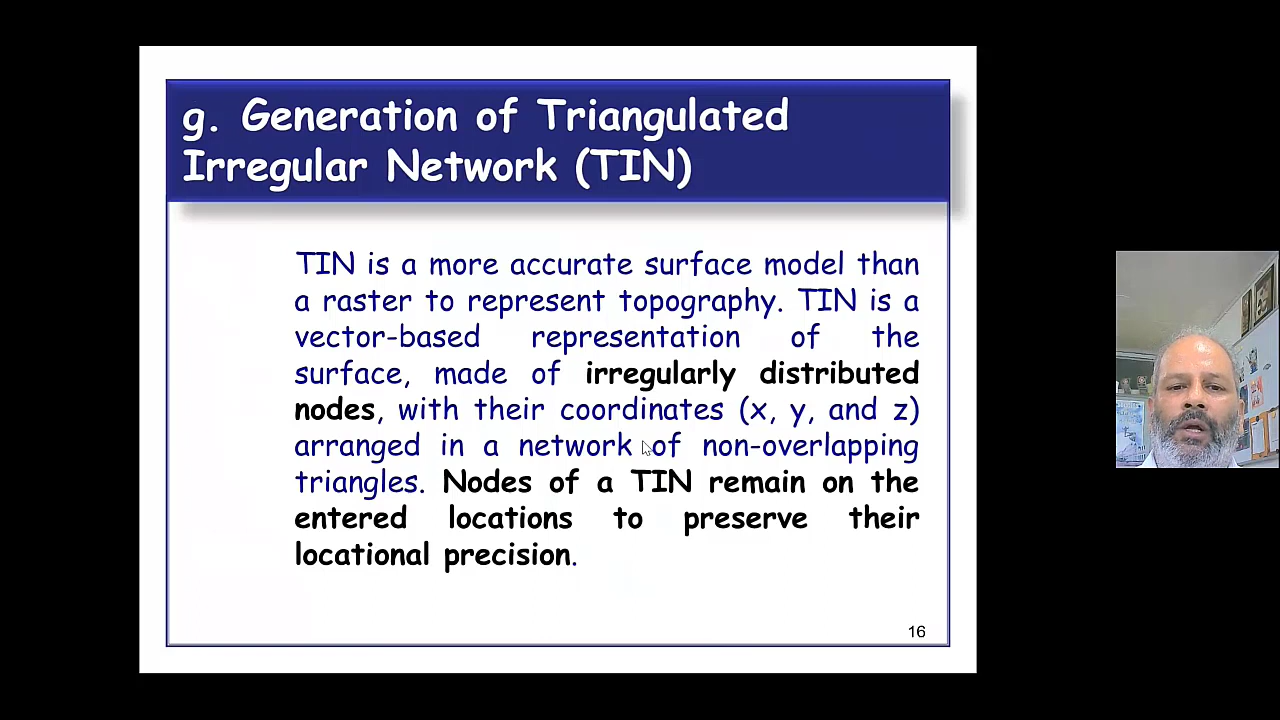 g. Generation of Triangulated
Irregular Network (TIN)
TIN is a more accurate surface model than
a raster to represent topography. TIN is a
vector-based representation of the
surface, made of irregularly distributed
nodes, with their coordinates (x, y, and z)
arranged in a network of non-overlapping
triangles. Nodes of a TIN remain on the
entered locations to preserve their
locational precision.
16